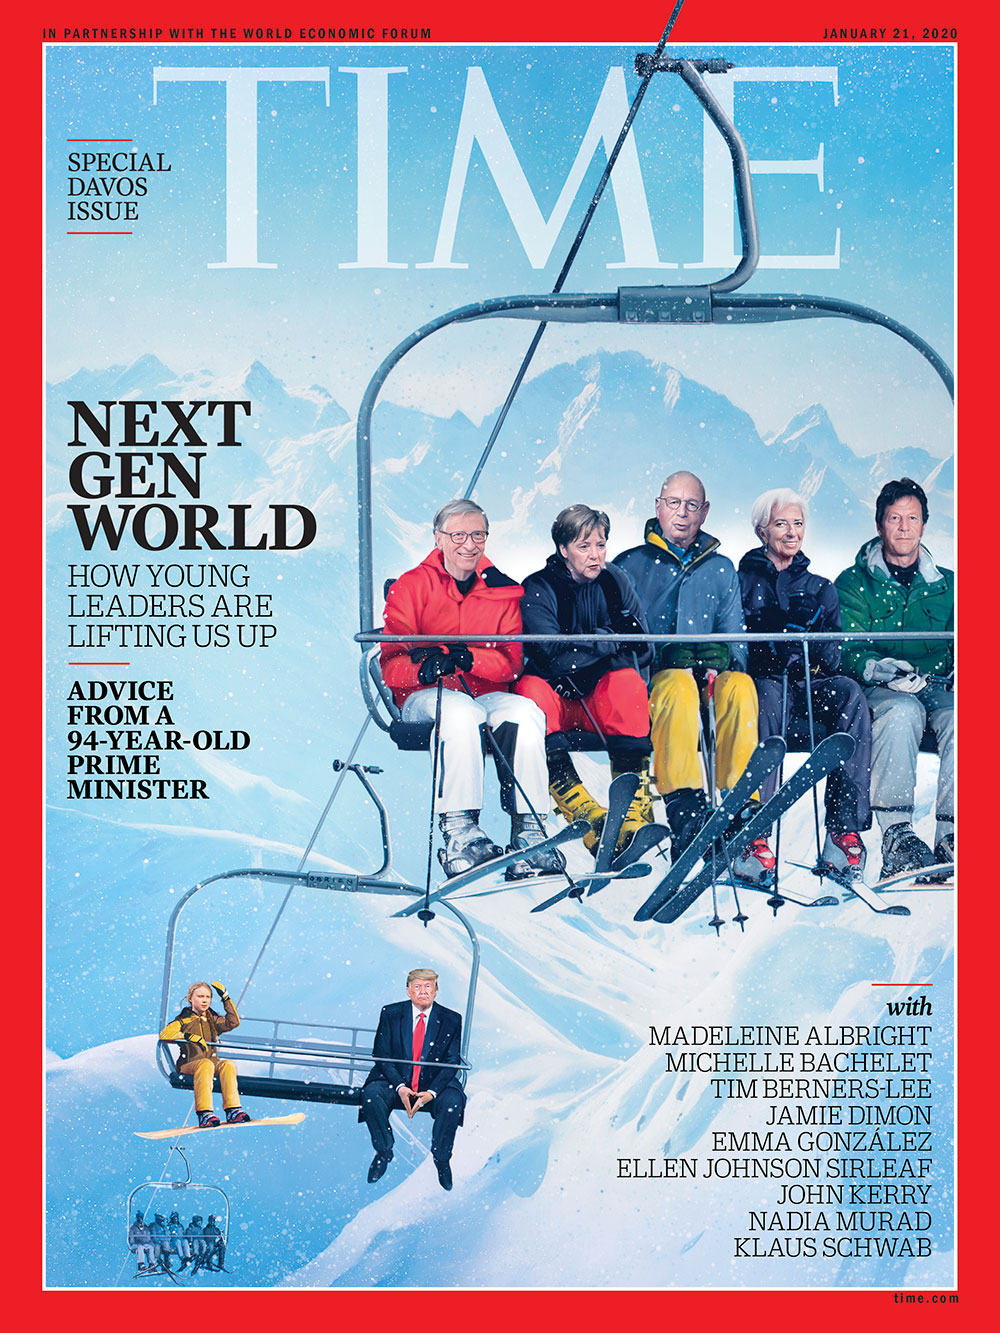 IN PARTNERSHIP WITH THE WORLD ECONOMIC FORUM
JANUARY 21, 2020
TIME
SPECIAL
DAVOS
ISSUE
NEXT
GEN
WORLD
HOW YOUNG
LEADERS ARE
LIFTING US UP
ADVICE
FROM A
94-YEAR-OLD
PRIME
MINISTER
with
MADELEINE ALBRIGHT
MICHELLE BACHELET
TIM BERNERS-LEE
JAMIE DIMON
EMMA GONZÁLEZ
ELLEN JOHNSON SIRLEAF
JOHN KERRY
NADIA MURAD
KLAUS SCHWAB
time.com